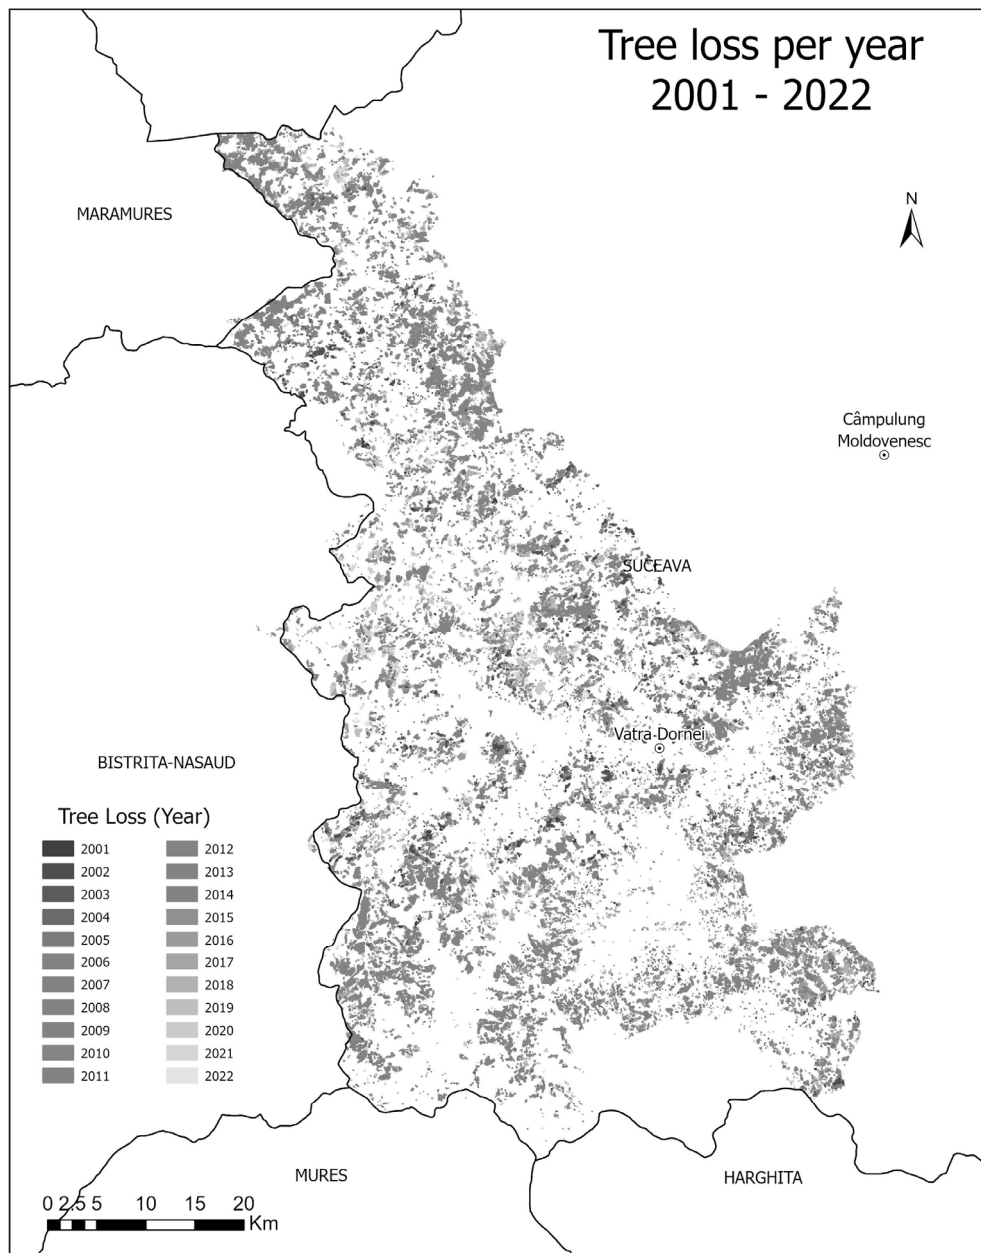 Tree loss per year
2001 - 2022
N
MARAMURES
Câmpulung
Moldovenesc
SUCEAVA
Vatra-Dornei
BISTRITA-NASAUD
Tree Loss (Year)
2001
2002
2003
2004
2005
2006
2007
2008
2009
2010
2011
2012
2013
2014
2015
2016
2017
2018
2019
2020
2021
2022
MURES
HARGHITA
0 2.5 5 10 15 20
Km